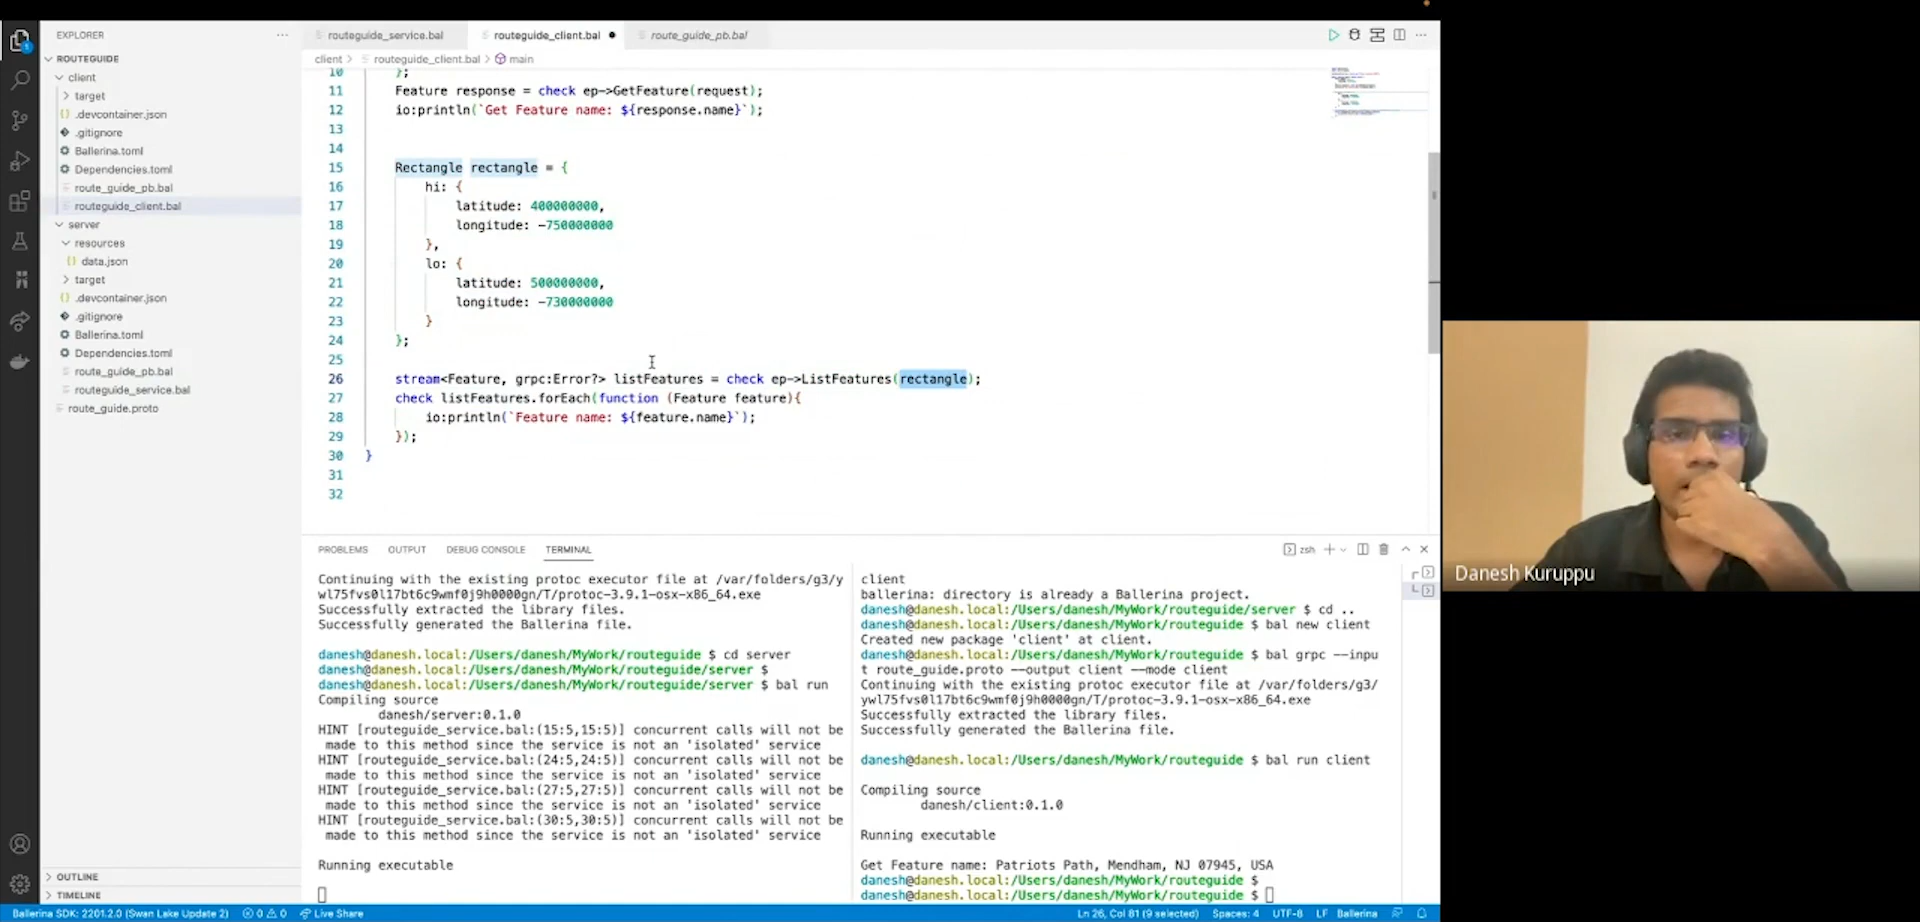 EXPLORER
ROUTEGUIDE
client
target
.devcontainer.json
.gitignore
Ballerina.toml
Dependencies.toml
route_guide_pb.bal
routeguide_client.bal
server
resources
data.json
target
.devcontainer.json
.gitignore
Ballerina.toml
Dependencies.toml
route_guide_pb.bal
routeguide_service.bal
route_guide.proto
OUTLINE
TIMELINE
routeguide_service.bal routeguide_client.bal route_guide_pb.bal
client > routeguide_client.bal > main
10 };
11 Feature response = check ep->GetFeature(request);
12 io:println(`Get Feature name: ${response.name}`);
13
14
15 Rectangle rectangle = {
16 hi: {
17 latitude: 400000000,
18 longitude: -750000000
19 },
20 lo: {
21 latitude: 500000000,
22 longitude: -730000000
23 }
24 };
25
26 stream<Feature, grpc:Error?> listFeatures = check ep->ListFeatures(rectangle);
27 check listFeatures.forEach(function (Feature feature){
28 io:println(`Feature name: ${feature.name}`);
29 });
30 }
31
32
PROBLEMS OUTPUT DEBUG CONSOLE TERMINAL
zsh
Continuing with the existing protoc executor file at /var/folders/g3/y
wl75fvs0l17bt6c9wmf0j9h0000gn/T/protoc-3.9.1-osx-x86_64.exe
Successfully extracted the library files.
Successfully generated the Ballerina file.
danesh@danesh.local:/Users/danesh/MyWork/routeguide $ cd server
danesh@danesh.local:/Users/danesh/MyWork/routeguide/server $
danesh@danesh.local:/Users/danesh/MyWork/routeguide/server $ bal run
Compiling source
danesh/server:0.1.0
HINT [routeguide_service.bal:(15:5,15:5)] concurrent calls will not be
made to this method since the service is not an 'isolated' service
HINT [routeguide_service.bal:(24:5,24:5)] concurrent calls will not be
made to this method since the service is not an 'isolated' service
HINT [routeguide_service.bal:(27:5,27:5)] concurrent calls will not be
made to this method since the service is not an 'isolated' service
HINT [routeguide_service.bal:(30:5,30:5)] concurrent calls will not be
made to this method since the service is not an 'isolated' service
Running executable
client
ballerina: directory is already a Ballerina project.
danesh@danesh.local:/Users/danesh/MyWork/routeguide/server $ cd ..
danesh@danesh.local:/Users/danesh/MyWork/routeguide $ bal new client
Created new package 'client' at client.
danesh@danesh.local:/Users/danesh/MyWork/routeguide $ bal grpc --inpu
t route_guide.proto --output client --mode client
Continuing with the existing protoc executor file at /var/folders/g3/
ywl75fvs0l17bt6c9wmf0j9h0000gn/T/protoc-3.9.1-osx-x86_64.exe
Successfully extracted the library files.
Successfully generated the Ballerina file.
danesh@danesh.local:/Users/danesh/MyWork/routeguide $ bal run client
Compiling source
danesh/client:0.1.0
Running executable
Get Feature name: Patriots Path, Mendham, NJ 07945, USA
danesh@danesh.local:/Users/danesh/MyWork/routeguide $
danesh@danesh.local:/Users/danesh/MyWork/routeguide $
Ballerina SDK: 2201.2.0 (Swan Lake Update 2) 0 0 Live Share Ln 26, Col 81 (9 selected) Spaces: 4 UTF-8 LF Ballerina
Danesh Kuruppu